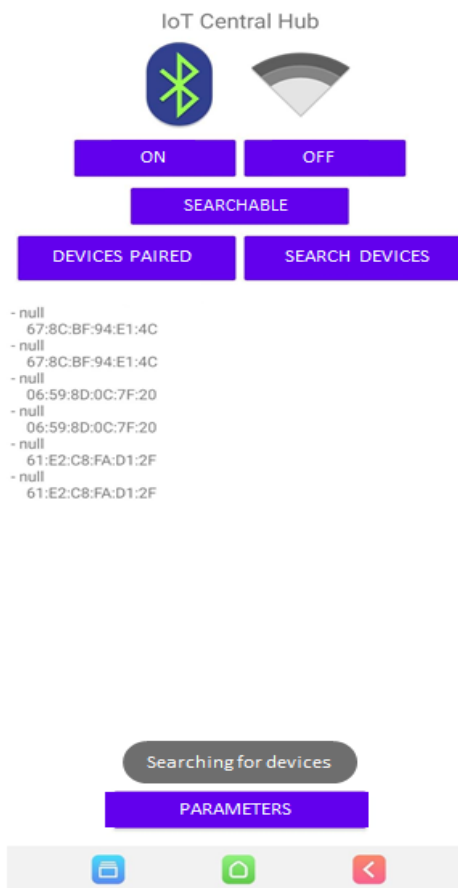 IoT Central Hub
ON OFF
SEARCHABLE
DEVICES PAIRED SEARCH DEVICES
- null
67:8C:BF:94:E1:4C
- null
67:8C:BF:94:E1:4C
- null
06:59:8D:0C:7F:20
- null
06:59:8D:0C:7F:20
- null
61:E2:C8:FA:D1:2F
- null
61:E2:C8:FA:D1:2F
Searching for devices
PARAMETERS